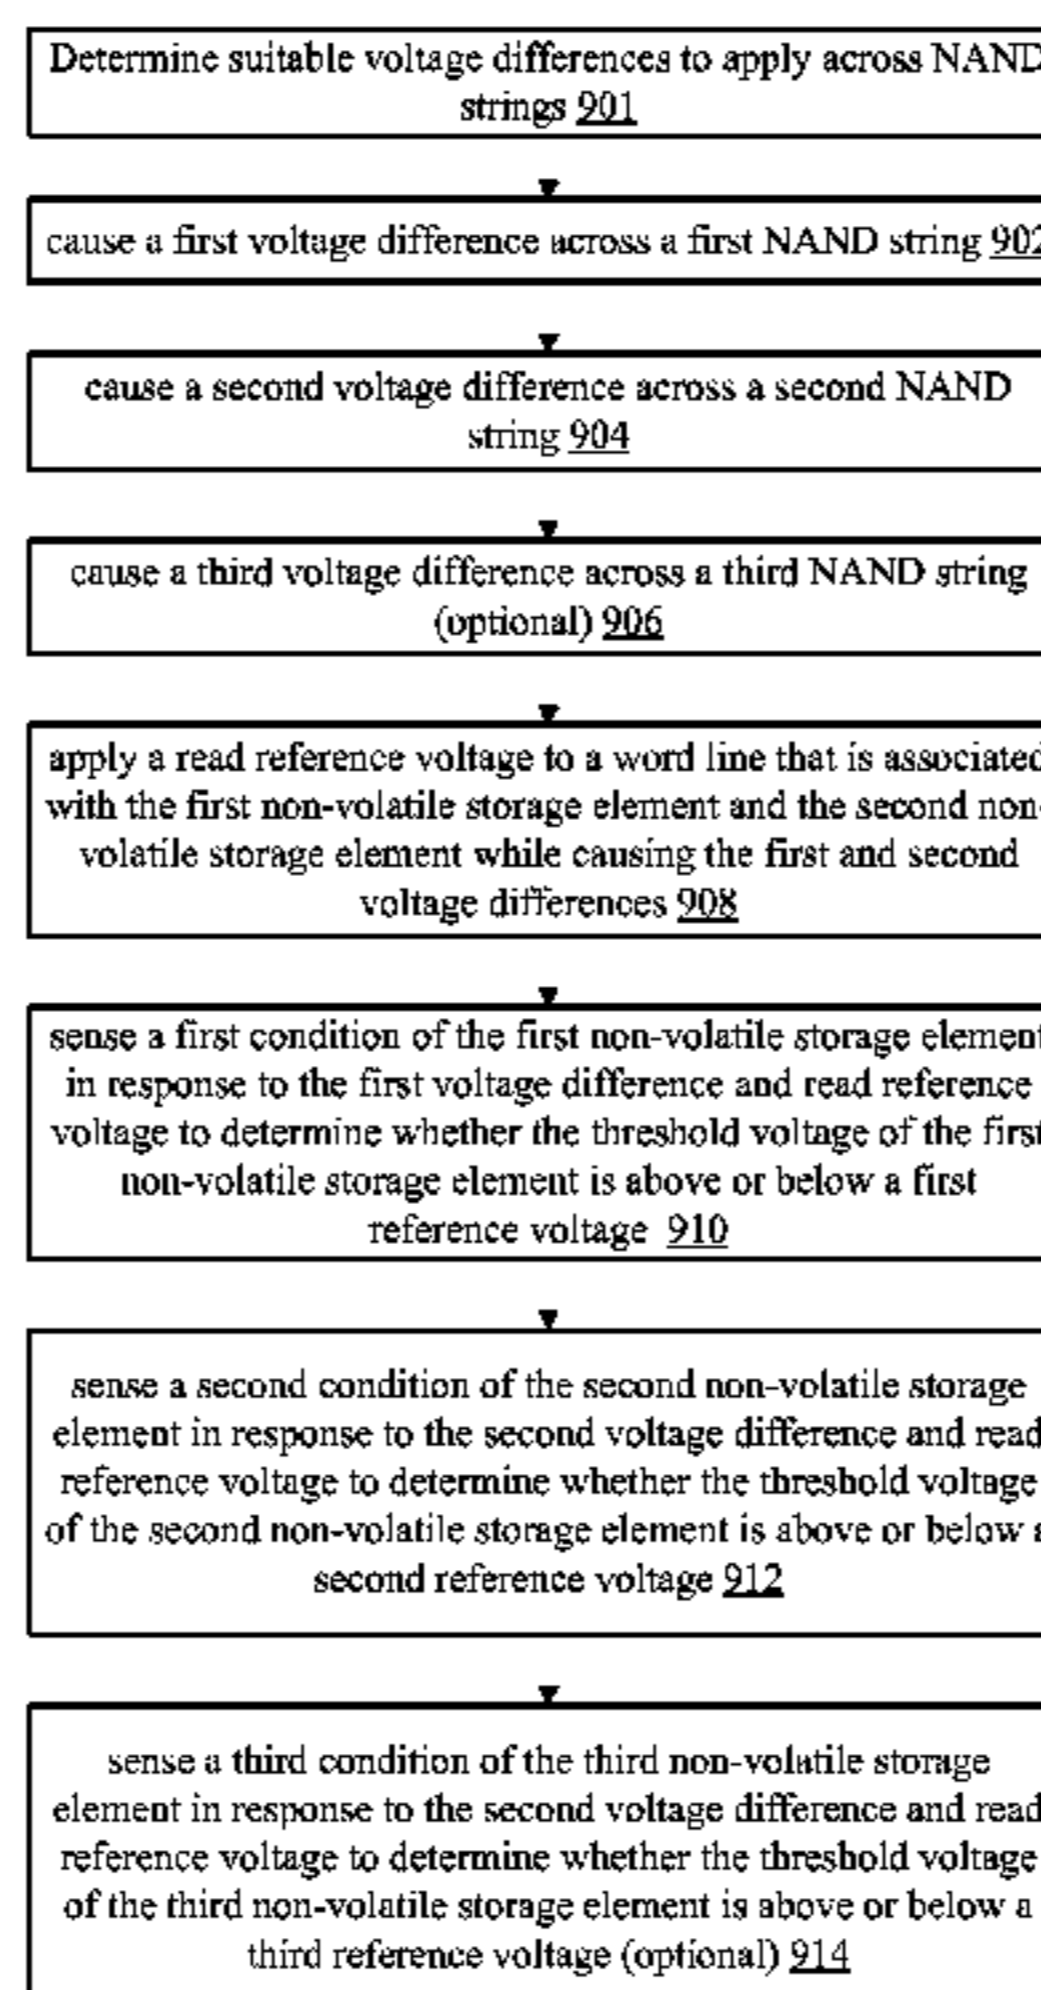 Determine suitable voltage differences to apply across NAND
strings 901
cause a first voltage difference across a first NAND string 902
cause a second voltage difference across a second NAND
string 904
cause a third voltage difference across a third NAND string
(optional) 906
apply a read reference voltage to a word line that is associated
with the first non-volatile storage element and the second non-
volatile storage element while causing the first and second
voltage differences 908
sense a first condition of the first non-volatile storage element
in response to the first voltage difference and read reference
voltage to determine whether the threshold voltage of the first
non-volatile storage element is above or below a first
reference voltage 910
sense a second condition of the second non-volatile storage
element in response to the second voltage difference and read
reference voltage to determine whether the threshold voltage
of the second non-volatile storage element is above or below a
second reference voltage 912
sense a third condition of the third non-volatile storage
element in response to the second voltage difference and read
reference voltage to determine whether the threshold voltage
of the third non-volatile storage element is above or below a
third reference voltage (optional) 914